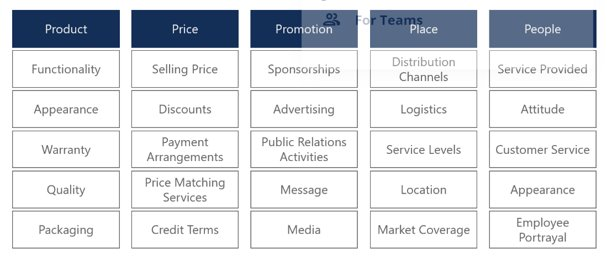 For Teams
Product Price Promotion Place People
Functionality Selling Price Sponsorships Distribution Channels Service Provided
Appearance Discounts Advertising Logistics Attitude
Warranty Payment Arrangements Public Relations Activities Service Levels Customer Service
Quality Price Matching Services Message Location Appearance
Packaging Credit Terms Media Market Coverage Employee Portrayal